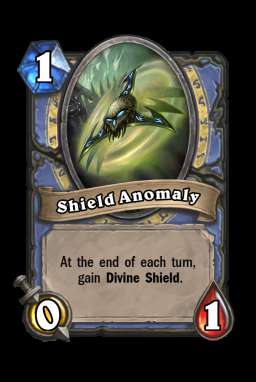 1
Shield Anomaly
At the end of each turn,
gain Divine Shield.
0
1